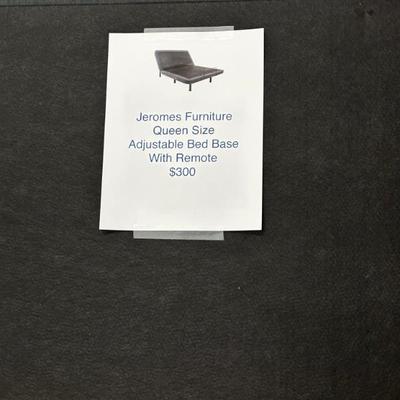 Jeromes Furniture
Queen Size
Adjustable Bed Base
With Remote
$300